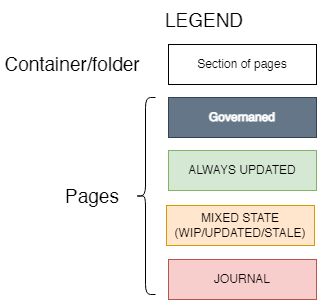 LEGEND
Container/folder
Section of pages
Pages
Governaned
ALWAYS UPDATED
MIXED STATE
(WIP/UPDATED/STALE)
JOURNAL